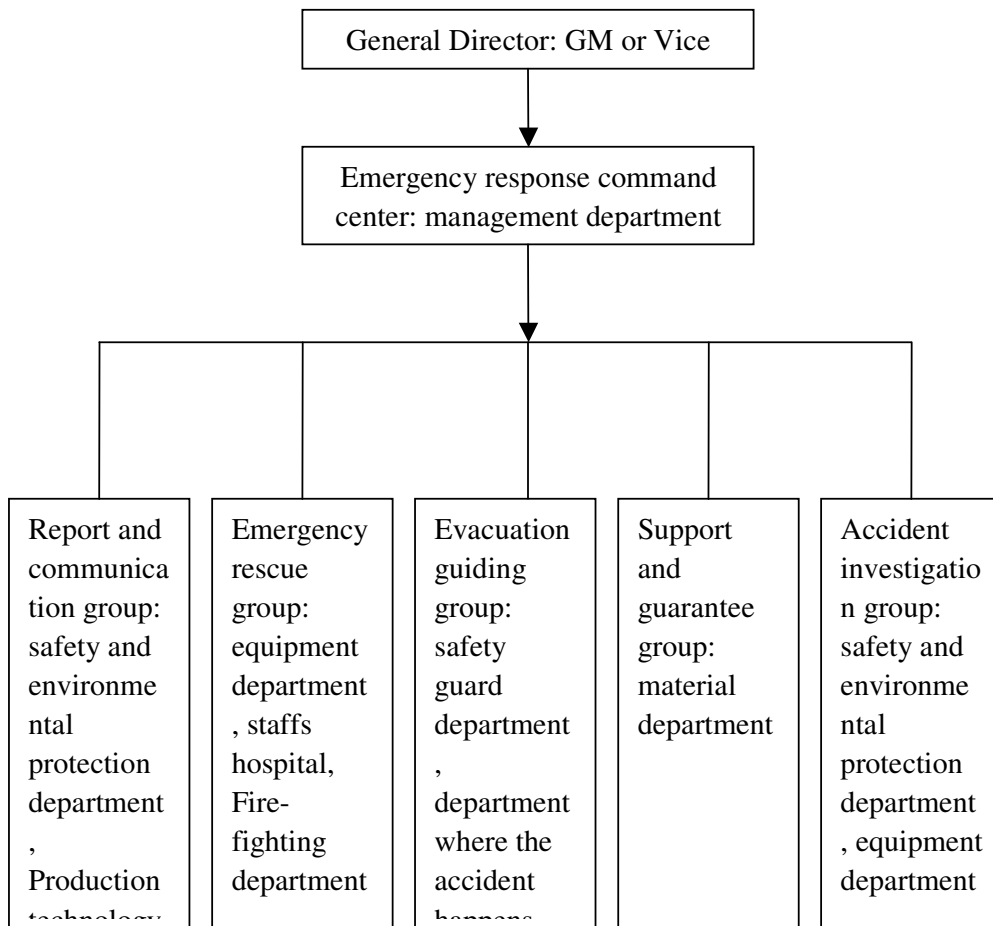 General Director: GM or Vice
Emergency response command
center: management department
Report and
communica
tion group:
safety and
environme
ntal
protection
department
,
Production
technology
Emergency
rescue
group:
equipment
department
, staffs
hospital,
Fire-
fighting
department
Evacuation
guiding
group:
safety
guard
department
,
department
where the
accident
happens
Support
and
guarantee
group:
material
department
Accident
investigatio
n group:
safety and
environme
ntal
protection
department
, equipment
department